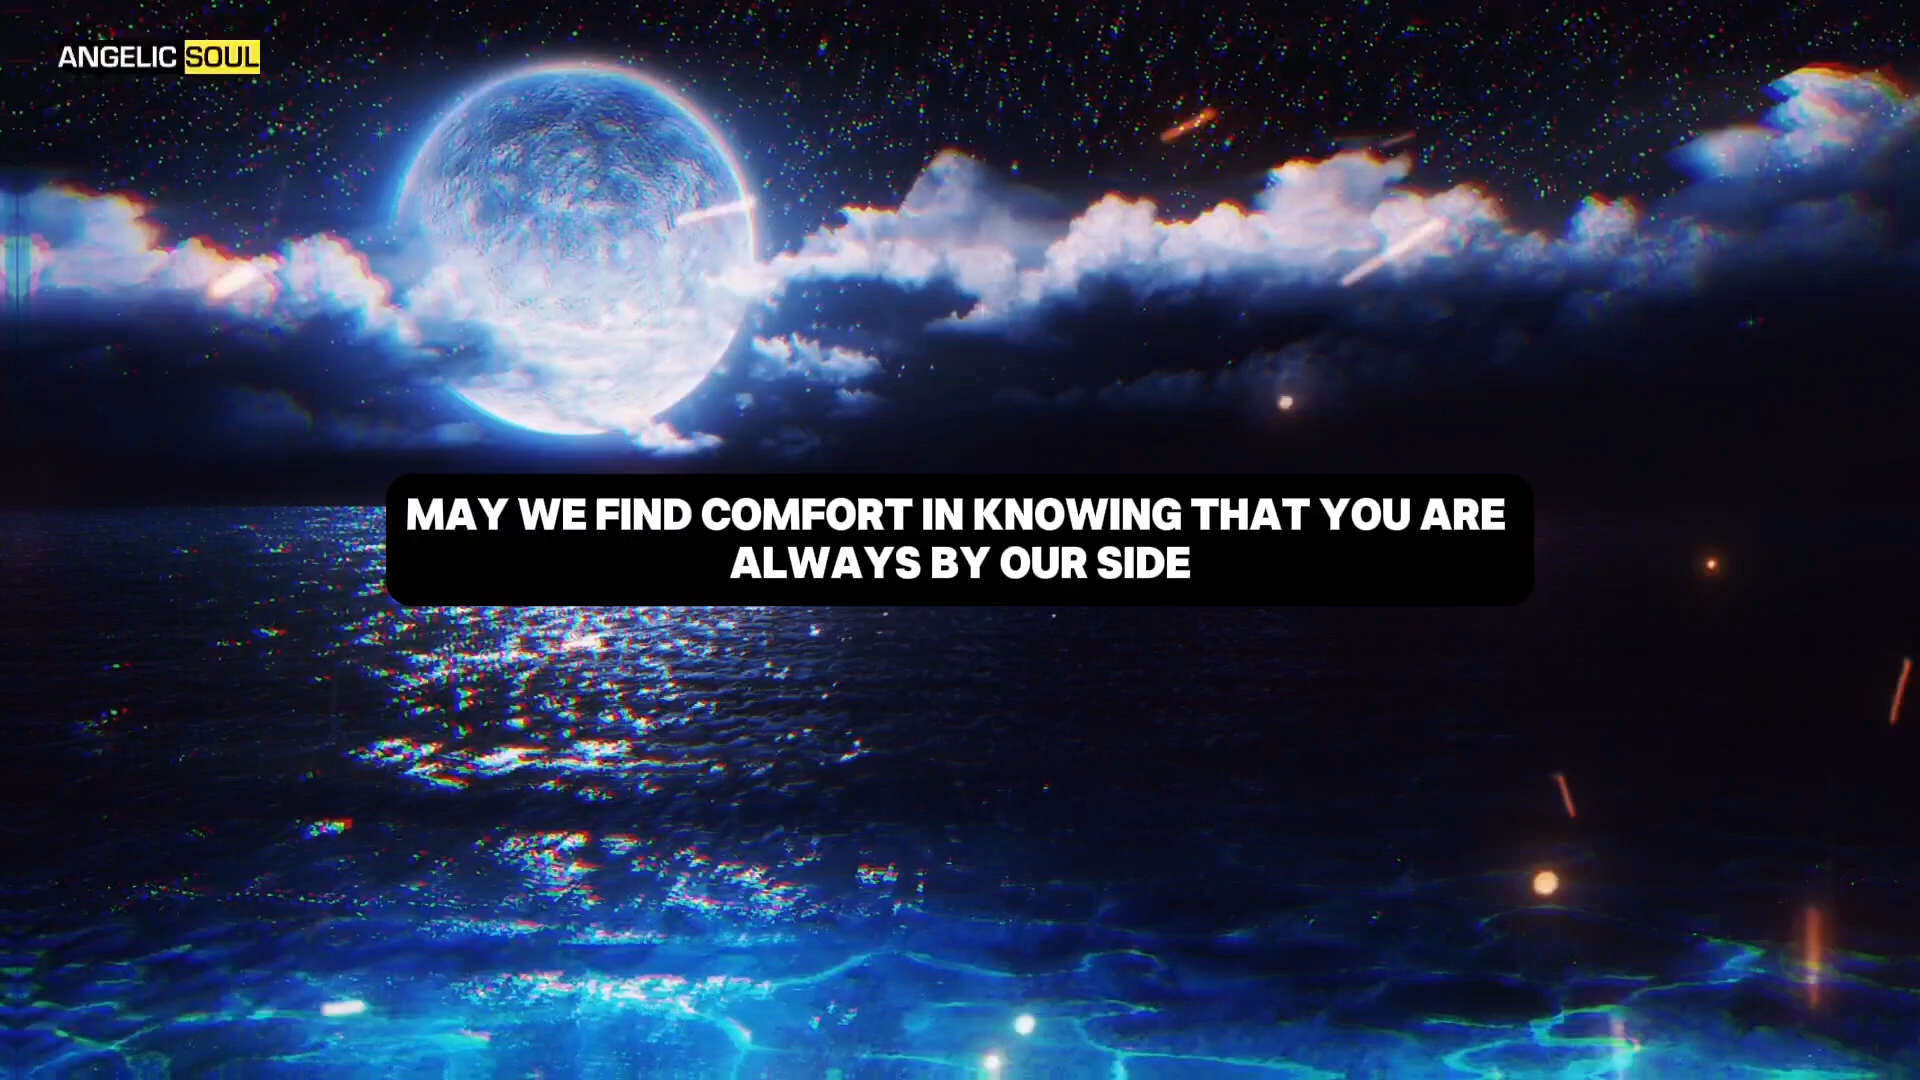 ANGELIC SOUL
MAY WE FIND COMFORT IN KNOWING THAT YOU ARE
ALWAYS BY OUR SIDE